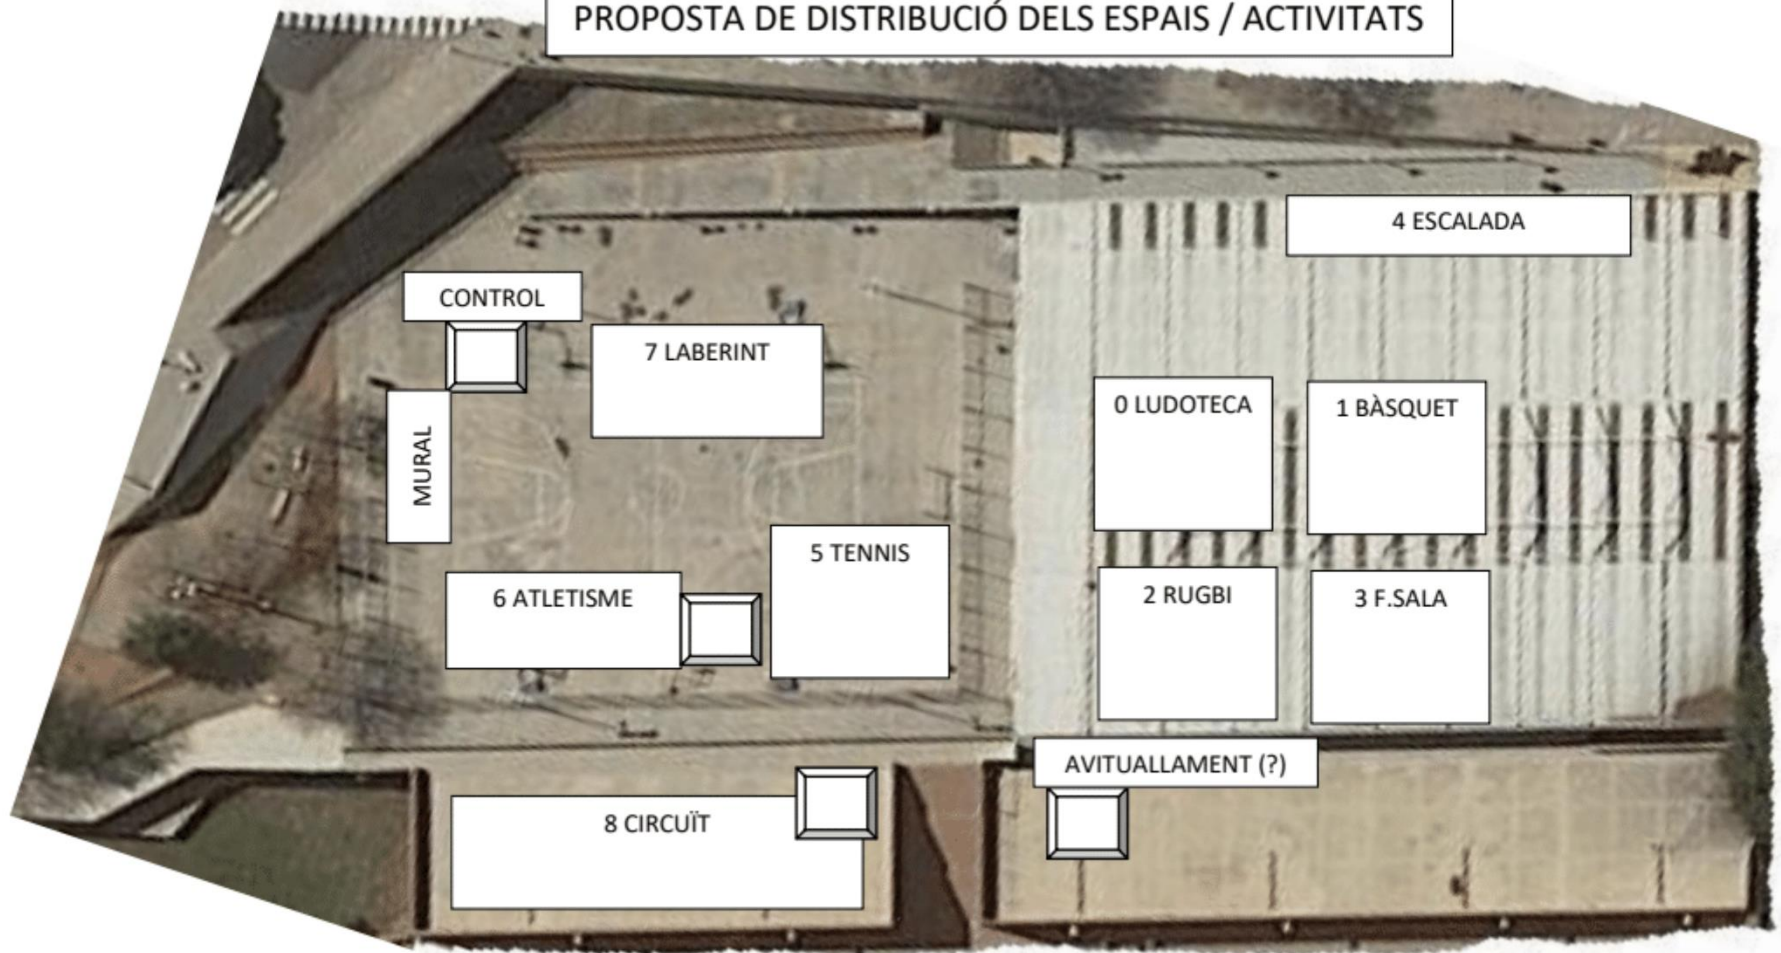 PROPOSTA DE DISTRIBUCIÓ DELS ESPAIS / ACTIVITATS
4 ESCALADA
CONTROL
7 LABERINT
0 LUDOTECA
1 BÀSQUET
MURAL
5 TENNIS
6 ATLETISME
2 RUGBI
3 F.SALA
AVITUALLAMENT (?)
8 CIRCUÏT